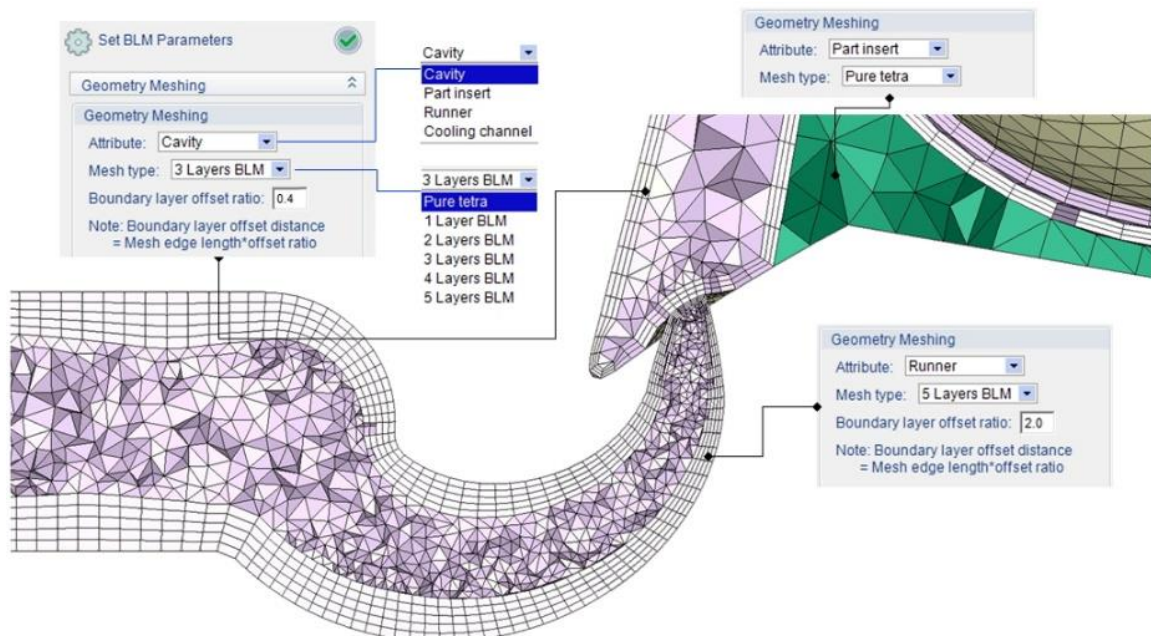 Set BLM Parameters
Geometry Meshing
Geometry Meshing
Attribute: Cavity
Mesh type: 3 Layers BLM
Boundary layer offset ratio: 0.4
Note: Boundary layer offset distance
= Mesh edge length*offset ratio
Cavity
Cavity
Part insert
Runner
Cooling channel
3 Layers BLM
Pure tetra
1 Layer BLM
2 Layers BLM
3 Layers BLM
4 Layers BLM
5 Layers BLM
Geometry Meshing
Attribute: Part insert
Mesh type: Pure tetra
Geometry Meshing
Attribute: Runner
Mesh type: 5 Layers BLM
Boundary layer offset ratio: 2.0
Note: Boundary layer offset distance
= Mesh edge length*offset ratio